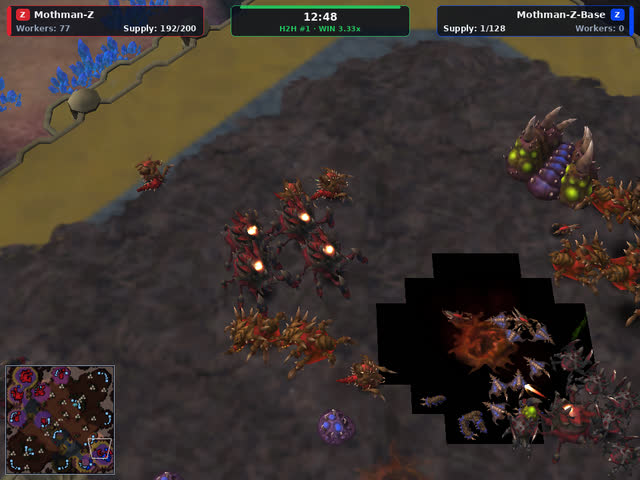 Z Mothman-Z
Workers: 77 Supply: 192/200
12:48
H2H #1 · WIN 3.33x
Mothman-Z-Base Z
Supply: 1/128 Workers: 0